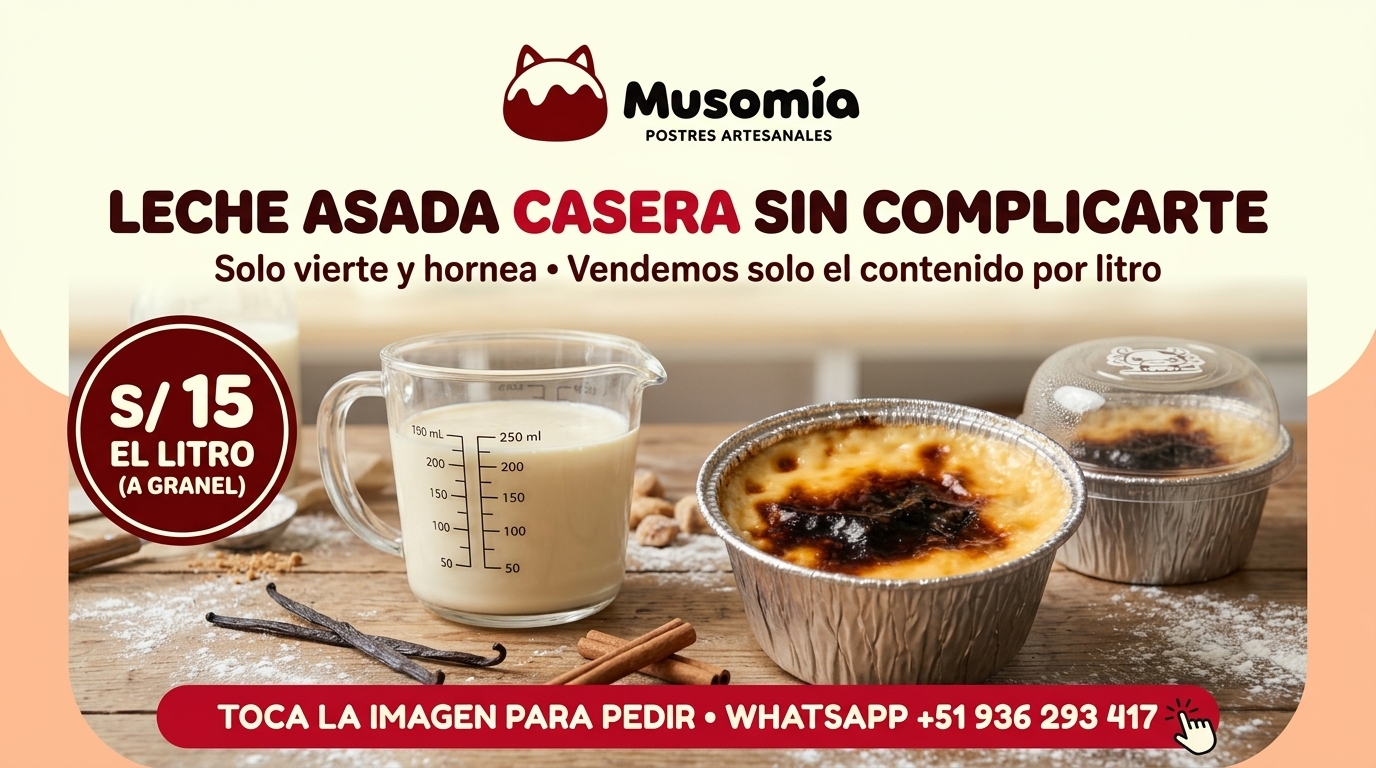 Musomía
POSTRES ARTESANALES
LECHE ASADA CASERA SIN COMPLICARTE
Solo vierte y hornea • Vendemos solo el contenido por litro
S/ 15
EL LITRO
(A GRANEL)
190 mL
250 ml
200
200
150
150
100
100
50
50
TOCA LA IMAGEN PARA PEDIR • WHATSAPP +51 936 293 417